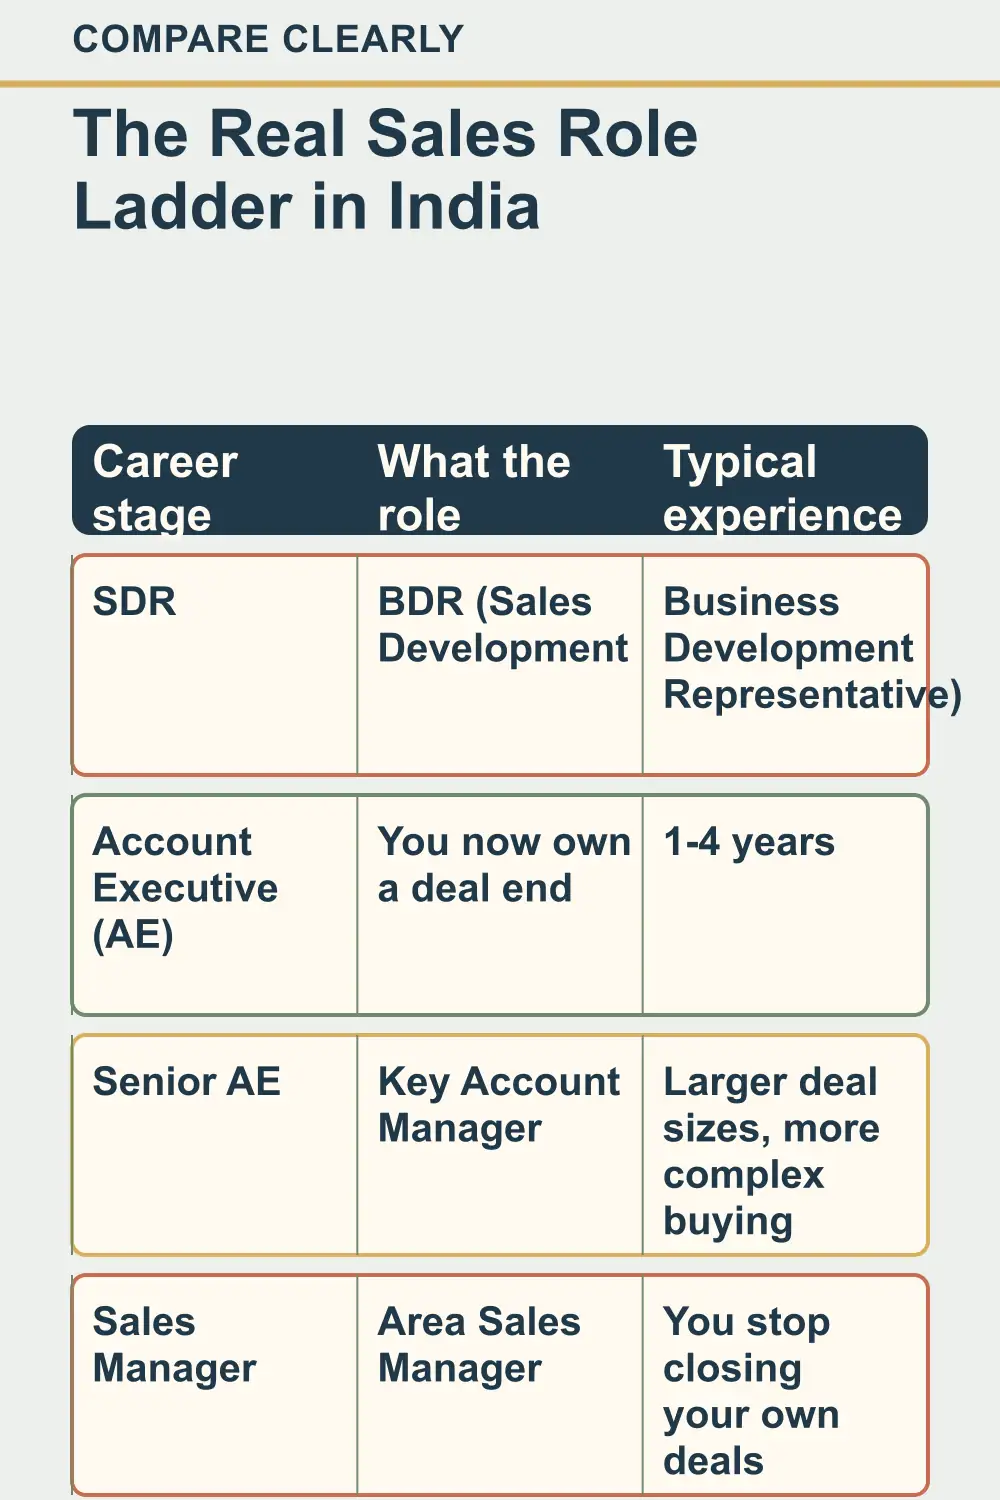 COMPARE CLEARLY
The Real Sales Role
Ladder in India
Career
stage
What the
role
Typical
experience
SDR
BDR (Sales
Development
Business
Development
Representative)
Account
Executive
(AE)
You now own
a deal end
1-4 years
Senior AE
Key Account
Manager
Larger deal
sizes, more
complex
buying
Sales
Manager
Area Sales
Manager
You stop
closing
your own
deals